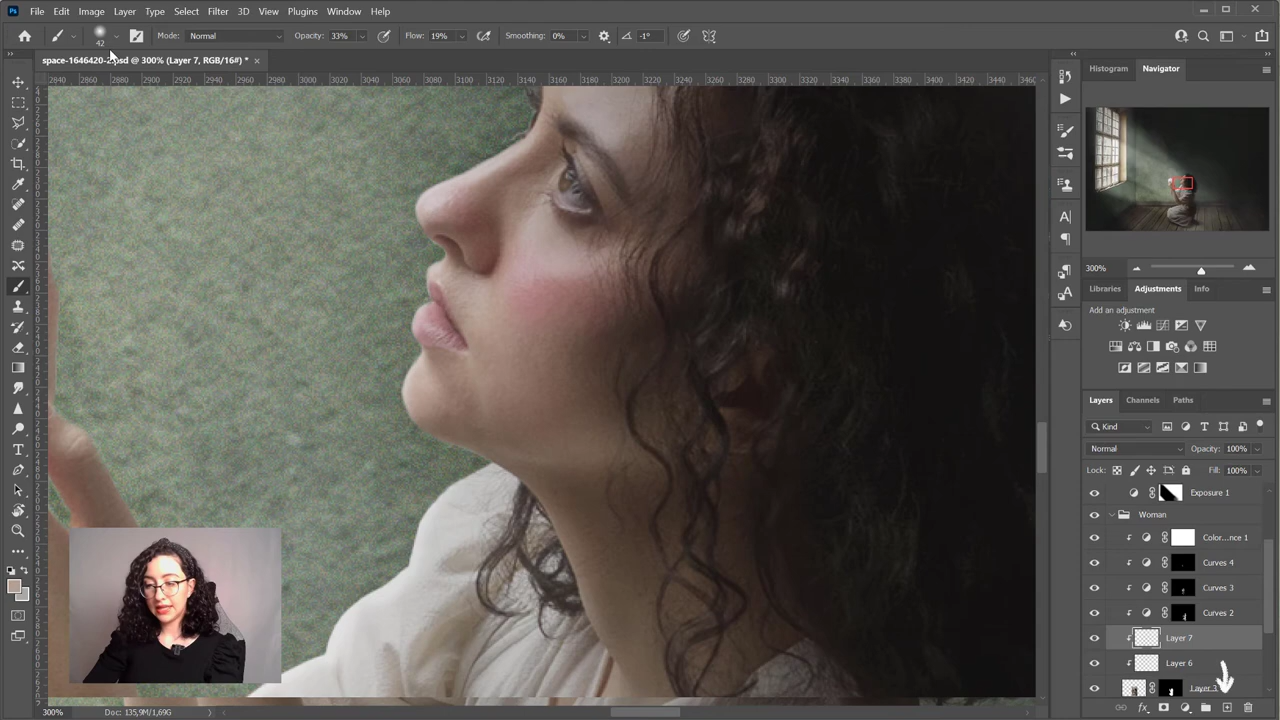 Ps File Edit Image Layer Type Select Filter 3D View Plugins Window Help
42 Mode: Normal Opacity: 33% Flow: 19% Smoothing: 0% -1°
space-1646420-2.psd @ 300% (Layer 7, RGB/16#) *
2840 2860 2880 2900 2920 2940 2960 2980 3000 3020 3040 3060 3080 3100 3120 3140 3160 3180 3200 3220 3240 3260 3280 3300 3320 3340 3360 3380 3400 3420 3440 3460
Histogram Navigator
300%
Libraries Adjustments Info
Add an adjustment
Layers Channels Paths
Kind
Normal Opacity: 100%
Lock: Fill: 100%
Exposure 1
Woman
Color...nce 1
Curves 4
Curves 3
Curves 2
Layer 7
Layer 6
Layer 3
300% Doc: 135,9M/1,69G